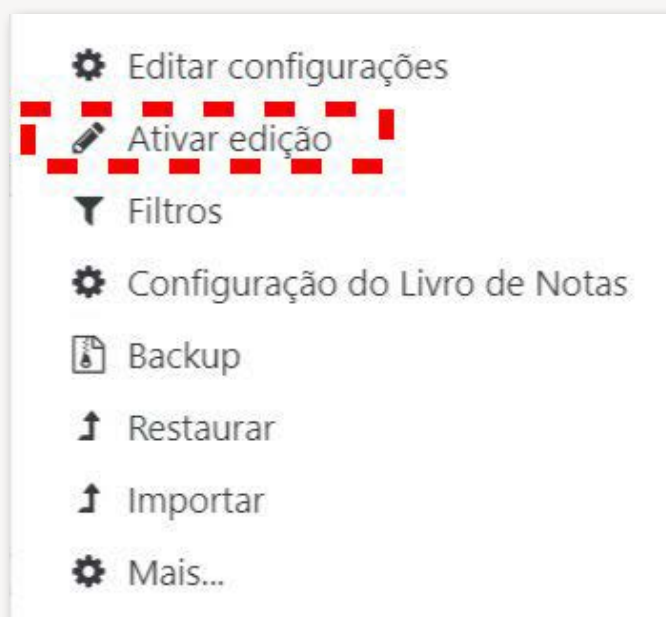 Editar configurações
Ativar edição
Filtros
Configuração do Livro de Notas
Backup
Restaurar
Importar
Mais...